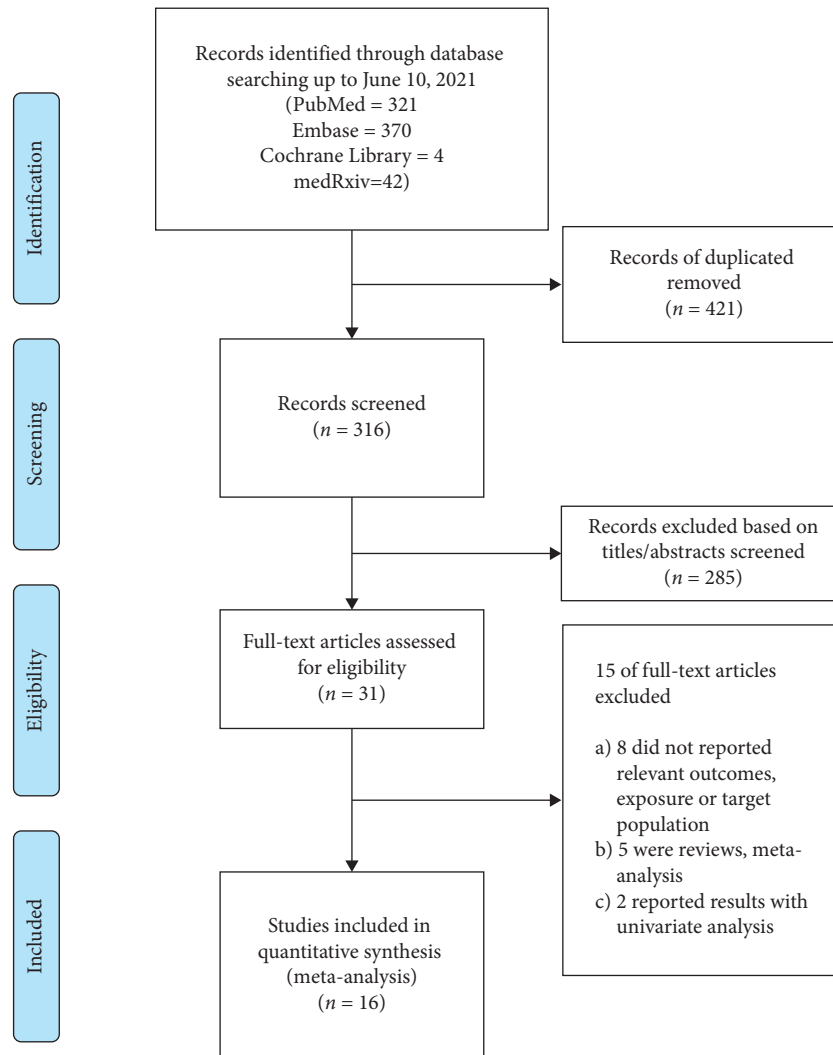 Identification
Records identified through database
searching up to June 10, 2021
(PubMed = 321
Embase = 370
Cochrane Library = 4
medRxiv=42)
Records of duplicated
removed
(n = 421)
Screening
Records screened
(n = 316)
Records excluded based on
titles/abstracts screened
(n = 285)
Eligibility
Full-text articles assessed
for eligibility
(n = 31)
15 of full-text articles
excluded
a) 8 did not reported
relevant outcomes,
exposure or target
population
b) 5 were reviews, meta-
analysis
c) 2 reported results with
univariate analysis
Included
Studies included in
quantitative synthesis
(meta-analysis)
(n = 16)